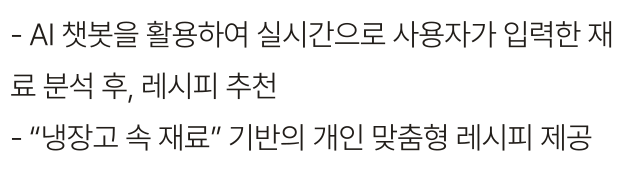 - AI 챗봇을 활용하여 실시간으로 사용자가 입력한 재
료 분석 후, 레시피 추천
- “냉장고 속 재료” 기반의 개인 맞춤형 레시피 제공